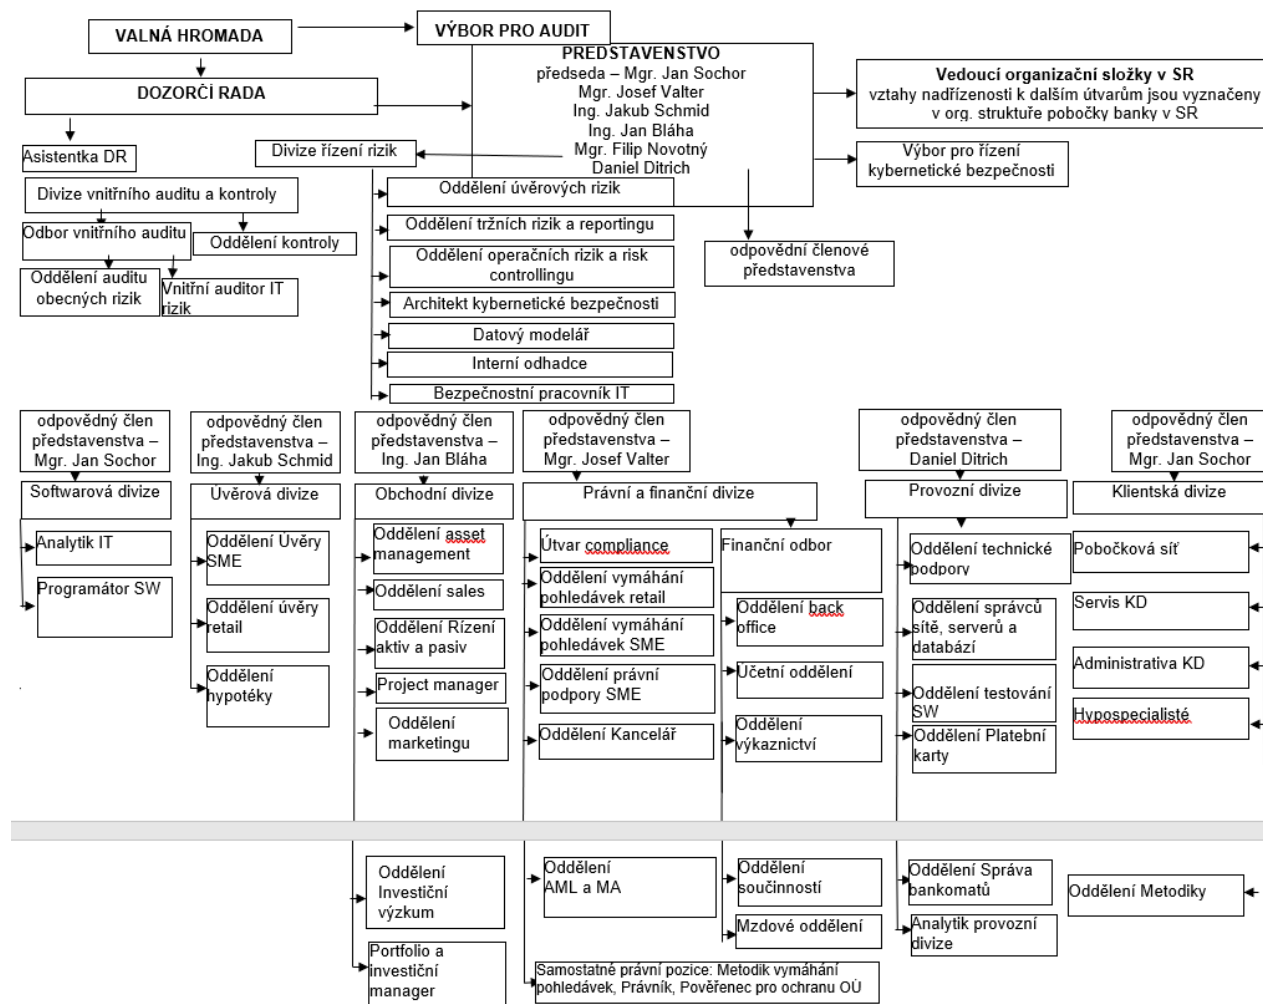 VALNÁ HROMADA
VÝBOR PRO AUDIT
DOZORČÍ RADA
PREDSTAVENSTVO
předseda – Mgr. Jan Sochor
Mgr. Josef Valter
Ing. Jakub Schmid
Ing. Jan Bláha
Mgr. Filip Novotný
Daniel Ditrich
Vedoucí organizační složky v SR
vztahy nadřízenosti k dalším útvarům jsou vyznačeny
v org. struktuře pobočky banky v SR
Výbor pro řízení
kybernetické bezpečnosti
Asistentka DR
Divize řízení rizik
Divize vnitřního auditu a kontroly
Odbor vnitřního auditu
Oddělení kontroly
Oddělení auditu
obecných rizik
Vnitřní auditor IT
rizik
Oddělení úvěrových rizik
Oddělení tržních rizik a reportingu
Oddělení operačních rizik a risk
controllingu
Architekt kybernetické bezpečnosti
Datový modelář
Interní odhadce
Bezpečnostní pracovník IT
odpovědní členové
představenstva
odpovědný člen
představenstva –
Mgr. Jan Sochor
Softwarová divize
Analytik IT
Programátor SW
odpovědný člen
představenstva –
Ing. Jakub Schmid
Úvěrová divize
Oddělení Úvěry
SME
Oddělení úvěry
retail
Oddělení
hypotéky
odpovědný člen
představenstva –
Ing. Jan Bláha
Obchodní divize
Oddělení asset
management
Oddělení sales
Oddělení Rízení
aktiv a pasiv
Project manager
Oddělení
marketingu
Oddělení
Investiční
výzkum
Portfolio a
investiční
manager
odpovědný člen
představenstva –
Mgr. Josef Valter
Právní a finanční divize
Útvar compliance
Oddělení vymáhání
pohledávek retail
Oddělení vymáhání
pohledávek SME
Oddělení právní
podpory SME
Oddělení Kancelář
Oddělení
AML a MA
Samostatné právní pozice: Metodik vymáhání
pohledávek, Právník, Pověřenec pro ochranu OÚ
Finanční odbor
Oddělení back
office
Účetní oddělení
Oddělení
výkaznictví
Oddělení
součinností
Mzdové oddělení
odpovědný člen
představenstva –
Daniel Ditrich
Provozní divize
Oddělení technické
podpory
Oddělení správců
sítě, serverů a
databází
Oddělení testování
SW
Oddělení Platební
karty
Oddělení Správa
bankomatů
Analytik provozní
divize
odpovědný člen
představenstva –
Mgr. Jan Sochor
Klientská divize
Pobočková síť
Servis KD
Administrativa KD
Hypospecialisté
Oddělení Metodiky